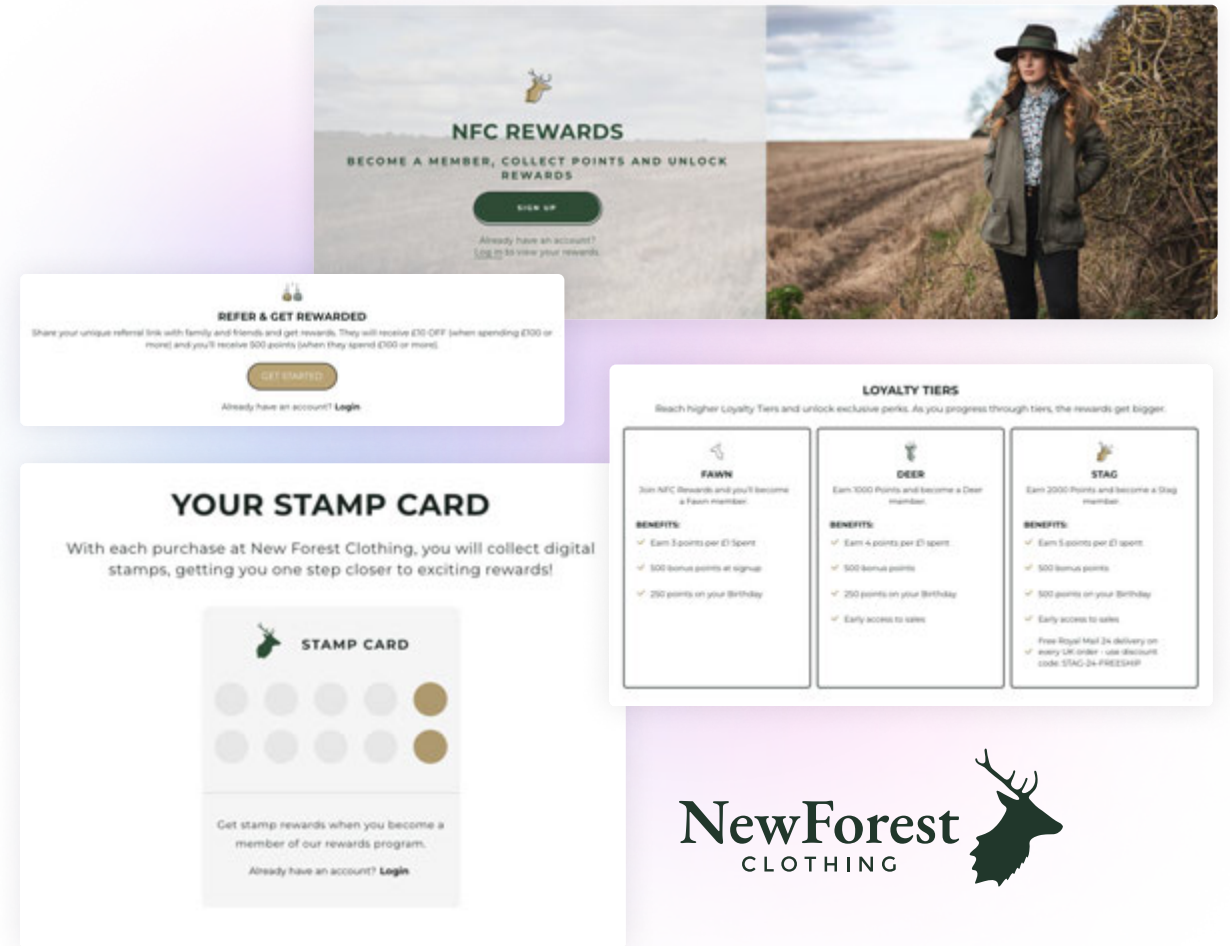 NFC REWARDS
BECOME A MEMBER, COLLECT POINTS AND UNLOCK
REWARDS
SIGN UP
Already have an account?
Log in to view your rewards.
REFER & GET REWARDED
Share your unique referral link with family and friends and get rewards. They will receive £10 OFF (when spending £100 or
more) and you'll receive 500 points (when they spend £100 or more).
GET STARTED
Already have an account? Login
LOYALTY TIERS
Reach higher Loyalty Tiers and unlock exclusive perks. As you progress through tiers, the rewards get bigger.
FAWN
Join NFC Rewards and you'll become
a Fawn member.
BENEFITS:
Earn 3 points per £1 Spent
500 bonus points at signup
250 points on your Birthday
DEER
Earn 1000 Points and become a Deer
member.
BENEFITS:
Earn 4 points per £1 spent
500 bonus points
250 points on your Birthday
Early access to sales
STAG
Earn 2000 Points and become a Stag
member.
BENEFITS:
Earn 5 points per £1 spent
500 bonus points
500 points on your Birthday
Early access to sales
Free Royal Mail 24 delivery on
every UK order - use discount
code: STAG-24-FREESHIP
YOUR STAMP CARD
With each purchase at New Forest Clothing, you will collect digital
stamps, getting you one step closer to exciting rewards!
STAMP CARD
Get stamp rewards when you become a
member of our rewards program.
Already have an account? Login
NewForest
CLOTHING